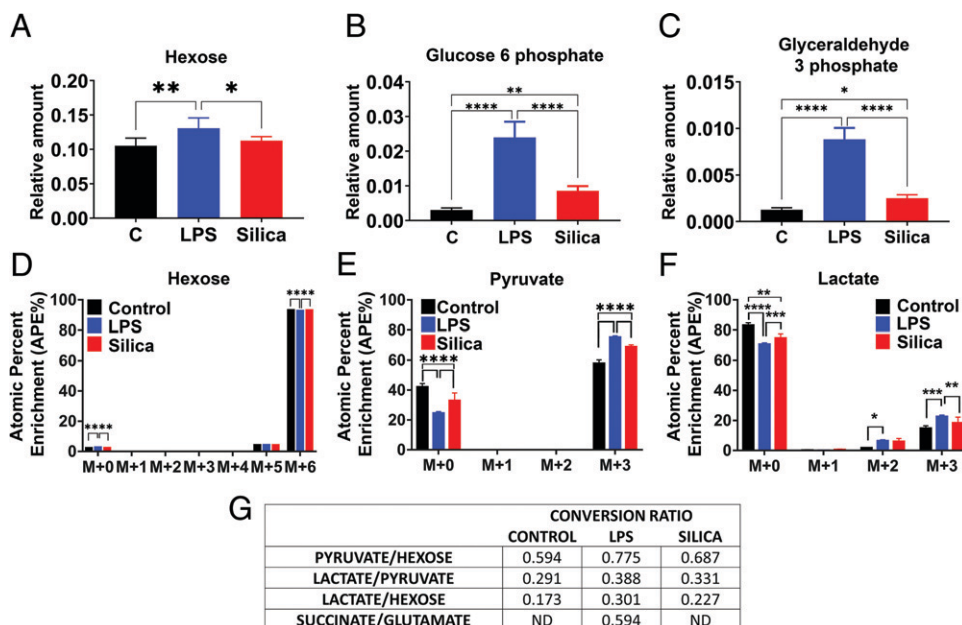 A
Hexose
Relative amount
0.20
0.15
0.10
0.05
0.00
** *
C LPS Silica
B
Glucose 6 phosphate
Relative amount
0.04
0.03
0.02
0.01
0.00
**
**** ****
C LPS Silica
C
Glyceraldehyde
3 phosphate
Relative amount
0.015
0.010
0.005
0.000
*
**** ****
C LPS Silica
D
Hexose
Atomic Percent
Enrichment (APE%)
100
80
60
40
20
0
Control
LPS
Silica
****
****
M+0 M+1 M+2 M+3 M+4 M+5 M+6
E
Pyruvate
Atomic Percent
Enrichment (APE%)
100
80
60
40
20
0
Control
LPS
Silica
****
****
M+0 M+1 M+2 M+3
F
Lactate
Atomic Percent
Enrichment (APE%)
100
80
60
40
20
0
**
****
***
Control
LPS
Silica
*
***
**
M+0 M+1 M+2 M+3
G
CONVERSION RATIO
CONTROL LPS SILICA
PYRUVATE/HEXOSE 0.594 0.775 0.687
LACTATE/PYRUVATE 0.291 0.388 0.331
LACTATE/HEXOSE 0.173 0.301 0.227
SUCCINATE/GLUTAMATE ND 0.594 ND